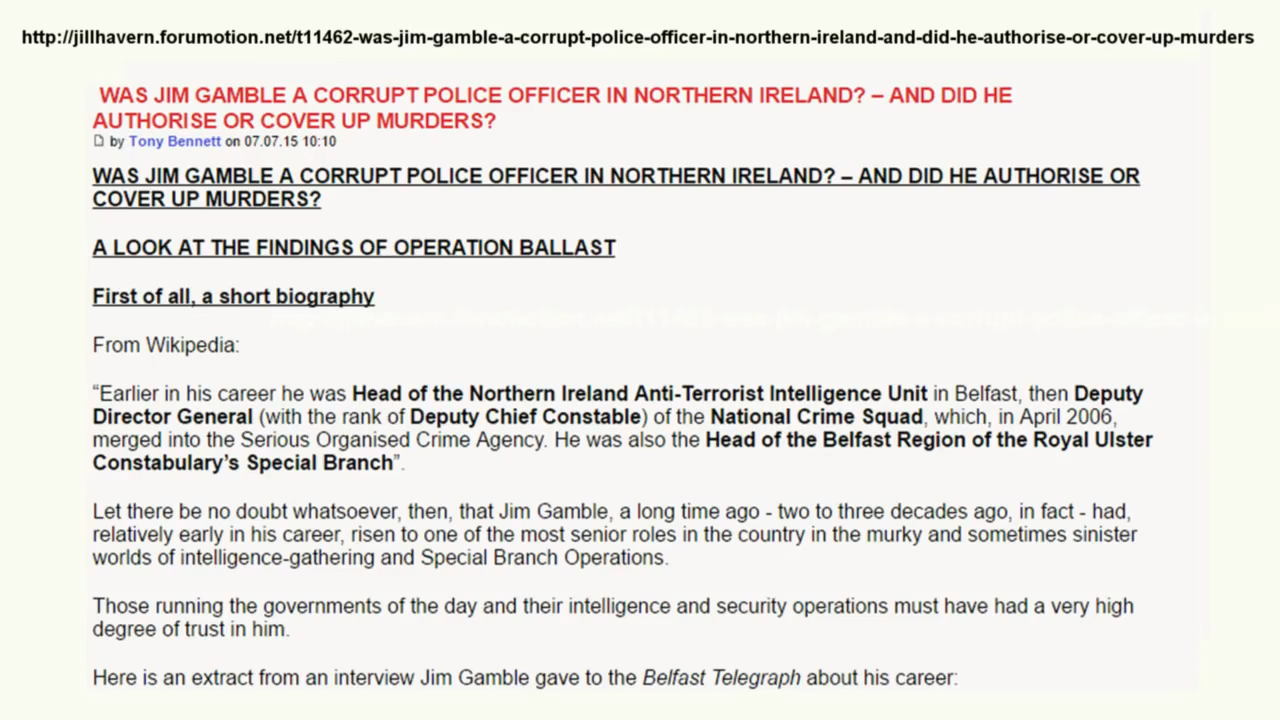 http://jillhavern.forumotion.net/t11462-was-jim-gamble-a-corrupt-police-officer-in-northern-ireland-and-did-he-authorise-or-cover-up-murders
WAS JIM GAMBLE A CORRUPT POLICE OFFICER IN NORTHERN IRELAND? – AND DID HE
AUTHORISE OR COVER UP MURDERS?
by Tony Bennett on 07.07.15 10:10
WAS JIM GAMBLE A CORRUPT POLICE OFFICER IN NORTHERN IRELAND? – AND DID HE AUTHORISE OR
COVER UP MURDERS?
A LOOK AT THE FINDINGS OF OPERATION BALLAST
First of all, a short biography
From Wikipedia:
“Earlier in his career he was Head of the Northern Ireland Anti-Terrorist Intelligence Unit in Belfast, then Deputy
Director General (with the rank of Deputy Chief Constable) of the National Crime Squad, which, in April 2006,
merged into the Serious Organised Crime Agency. He was also the Head of the Belfast Region of the Royal Ulster
Constabulary’s Special Branch”.
Let there be no doubt whatsoever, then, that Jim Gamble, a long time ago - two to three decades ago, in fact - had,
relatively early in his career, risen to one of the most senior roles in the country in the murky and sometimes sinister
worlds of intelligence-gathering and Special Branch Operations.
Those running the governments of the day and their intelligence and security operations must have had a very high
degree of trust in him.
Here is an extract from an interview Jim Gamble gave to the Belfast Telegraph about his career: